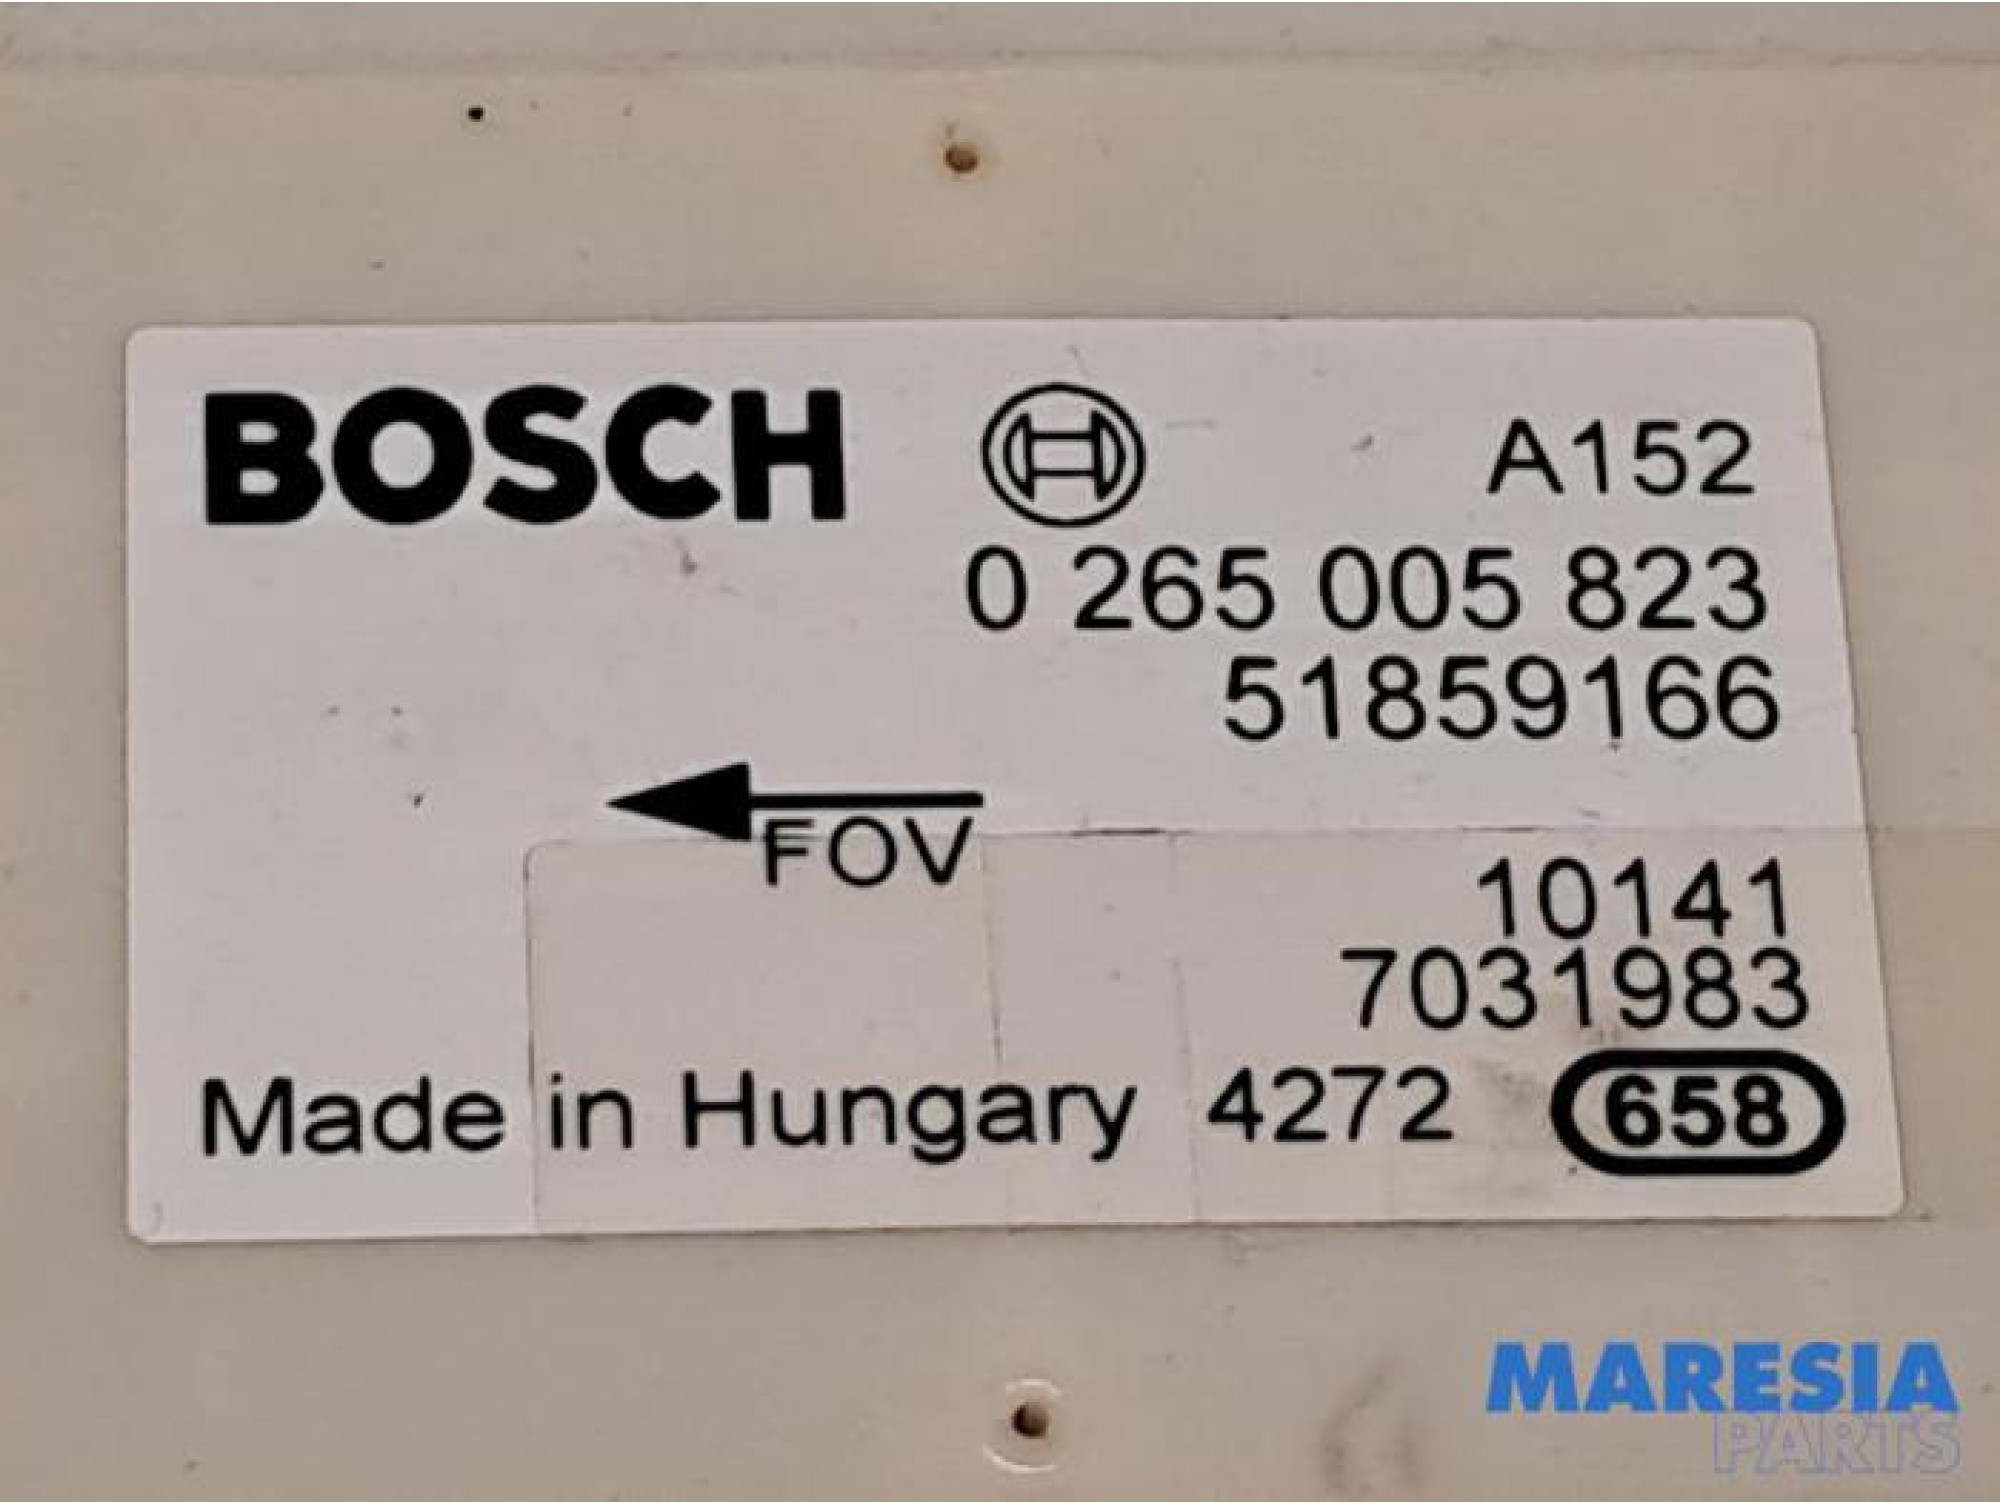 BOSCH A152
0 265 005 823
51859166
FOV
10141
7031983
Made in Hungary 4272 658
MARESIA
PARTS